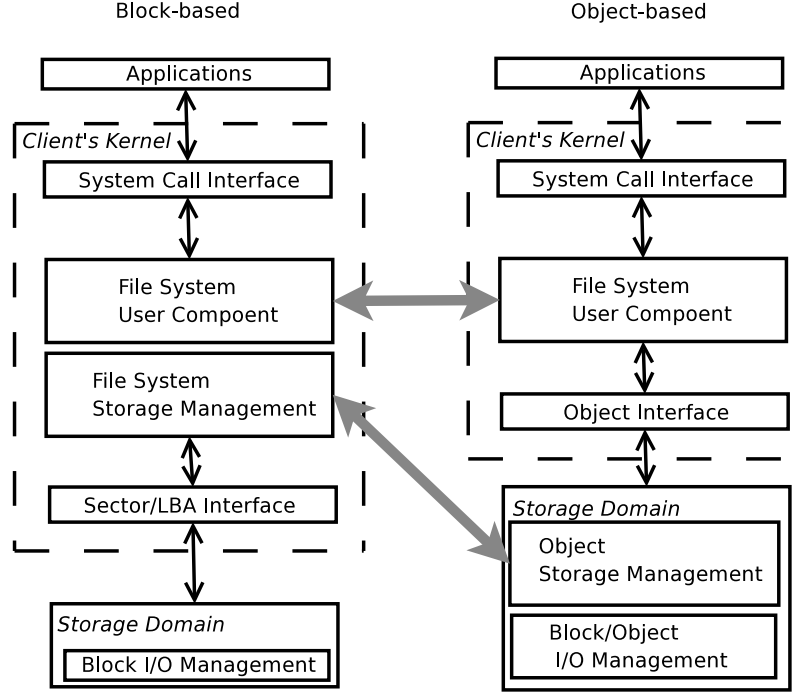 Block-based
Applications
Client's Kernel
System Call Interface
File System
User Compoent
File System
Storage Management
Sector/LBA Interface
Storage Domain
Block I/O Management
Object-based
Applications
Client's Kernel
System Call Interface
File System
User Compoent
Object Interface
Storage Domain
Object
Storage Management
Block/Object
I/O Management